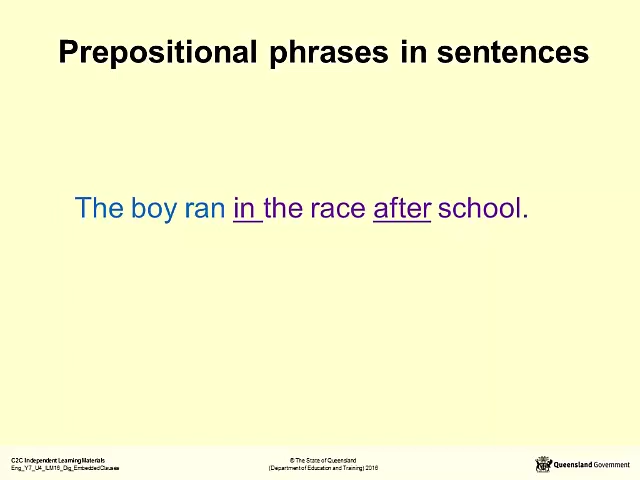 Prepositional phrases in sentences
The boy ran in the race after school.
C2C Independent Learning Materials
Eng_Y7_U4_ILM16_Dig_EmbeddedClauses
© The State of Queensland
(Department of Education and Training) 2016
Queensland Government